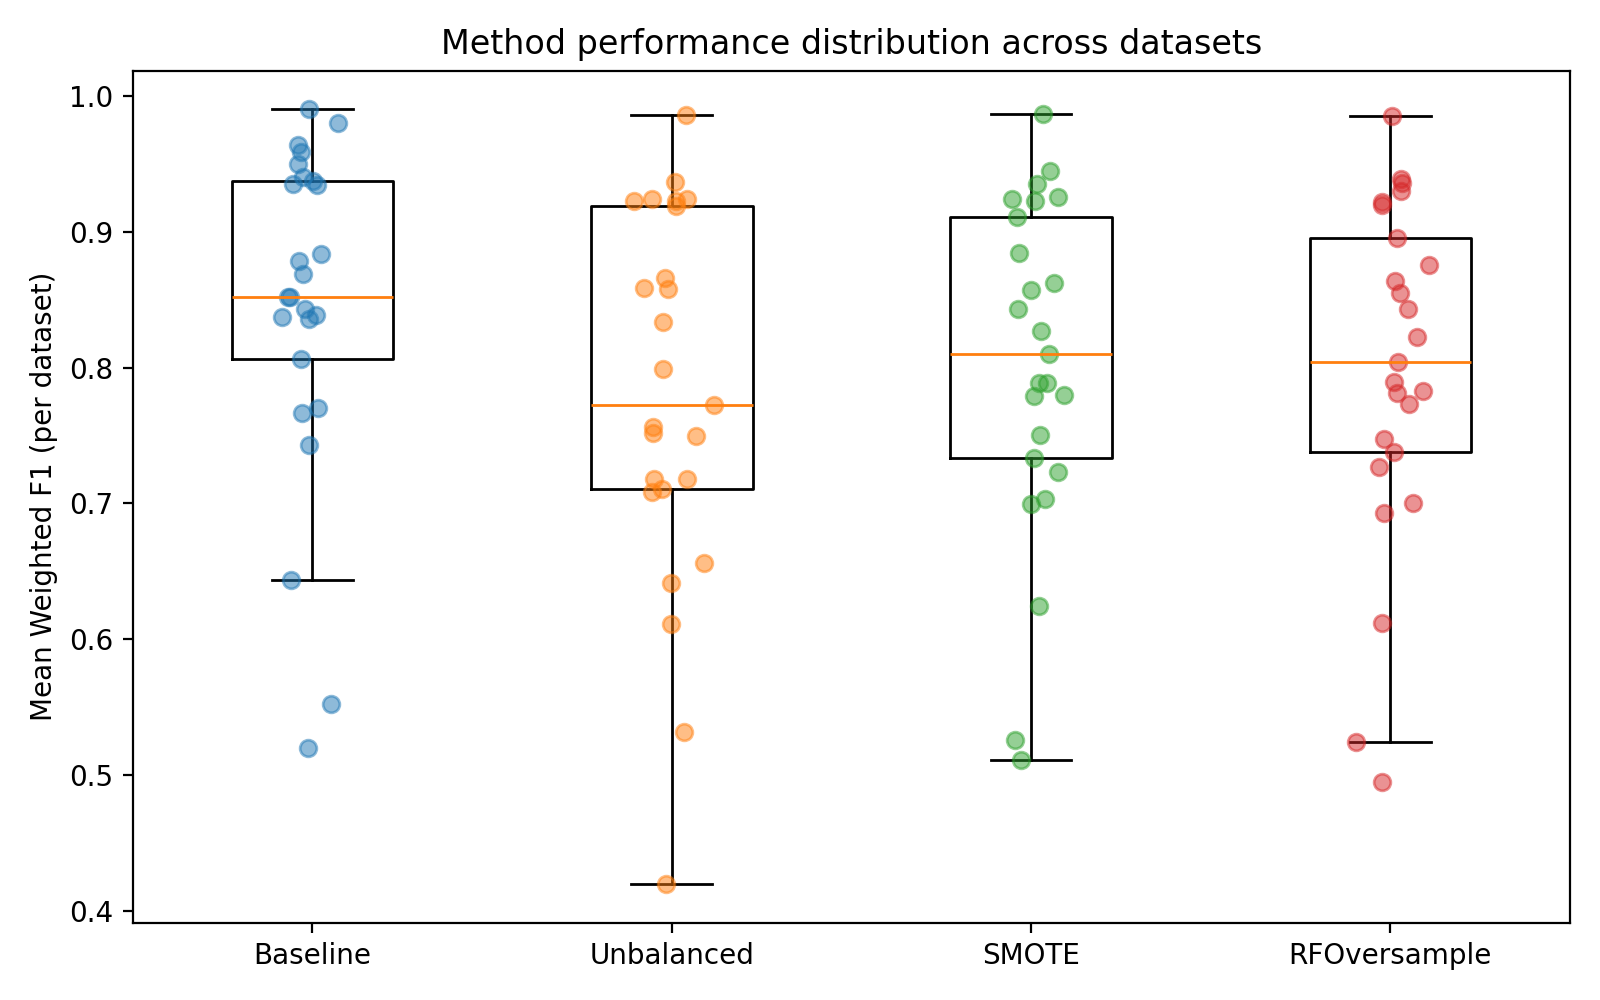 Method performance distribution across datasets
Mean Weighted F1 (per dataset)
1.0
0.9
0.8
0.7
0.6
0.5
0.4
Baseline
Unbalanced
SMOTE
RFOversample